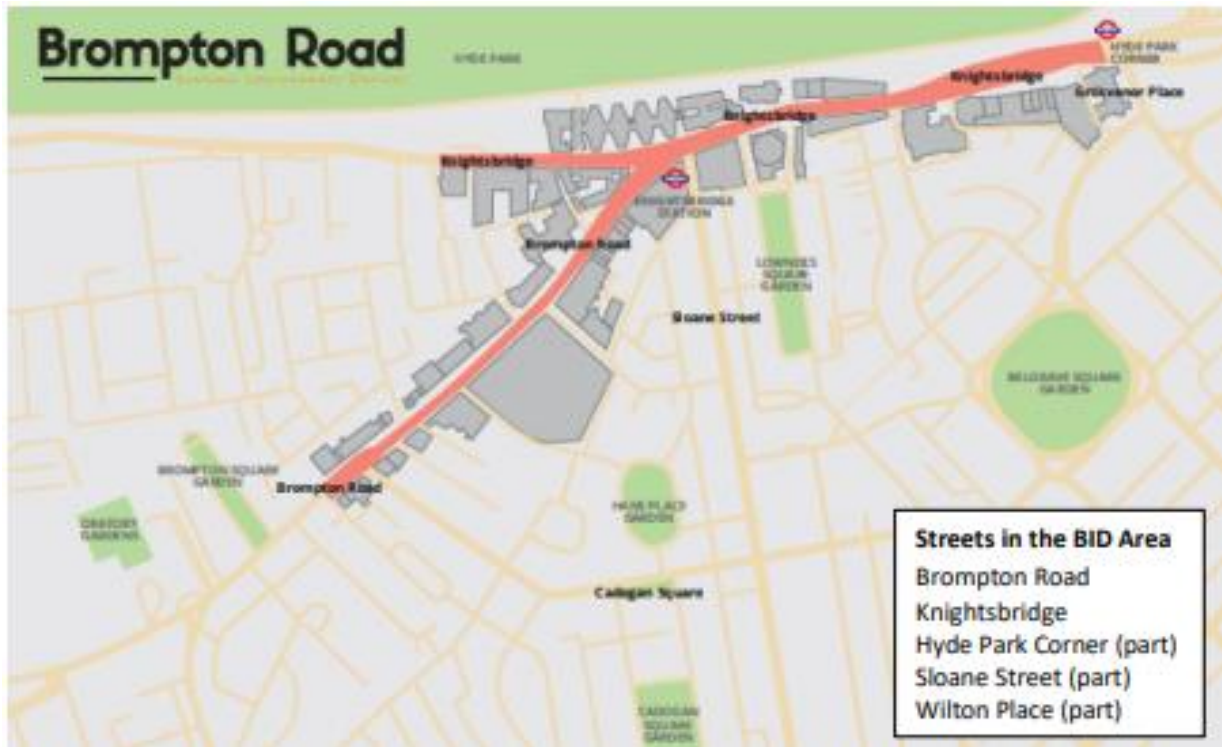 Brompton Road
HYDE PARK
HYDE PARK
CORNER
Knightsbridge
Grosvenor Place
Knightsbridge
Knightsbridge
KNIGHTSBRIDGE
STATION
Brompton Road
LOWNDES
SQUARE
GARDEN
Sloane Street
BELGRAVE SQUARE
GARDEN
BROMPTON SQUARE
GARDEN
Brompton Road
HANS PLACE
GARDEN
ORATORY
GARDENS
Cadogan Square
CADOGAN
SQUARE
GARDEN
Streets in the BID Area
Brompton Road
Knightsbridge
Hyde Park Corner (part)
Sloane Street (part)
Wilton Place (part)